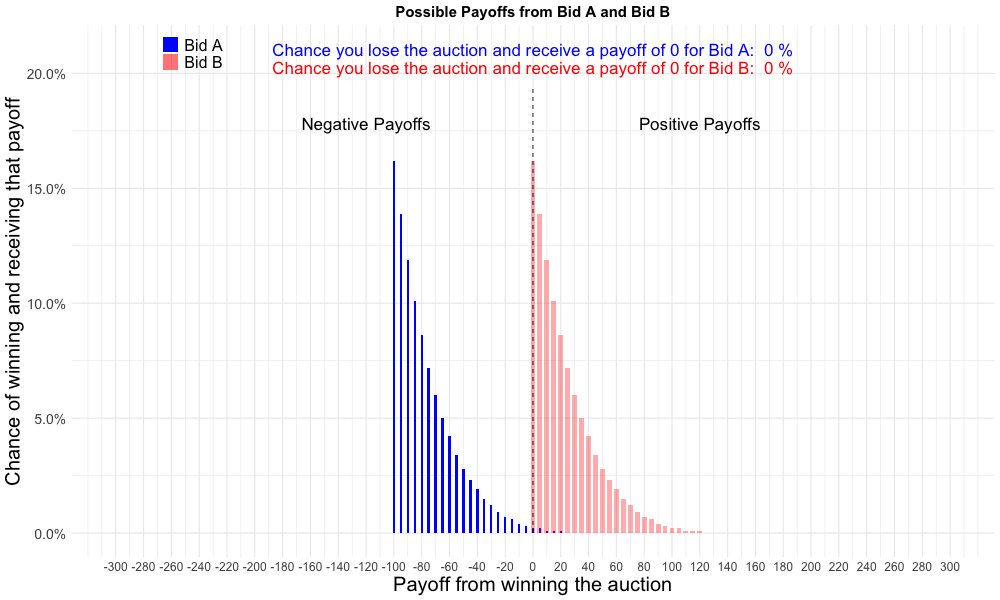 Possible Payoffs from Bid A and Bid B
Bid A
Bid B
Chance you lose the auction and receive a payoff of 0 for Bid A:  0 %
Chance you lose the auction and receive a payoff of 0 for Bid B:  0 %
Negative Payoffs
Positive Payoffs
Chance of winning and receiving that payoff
20.0%
15.0%
10.0%
5.0%
0.0%
-300 -280 -260 -240 -220 -200 -180 -160 -140 -120 -100 -80 -60 -40 -20 0 20 40 60 80 100 120 140 160 180 200 220 240 260 280 300
Payoff from winning the auction